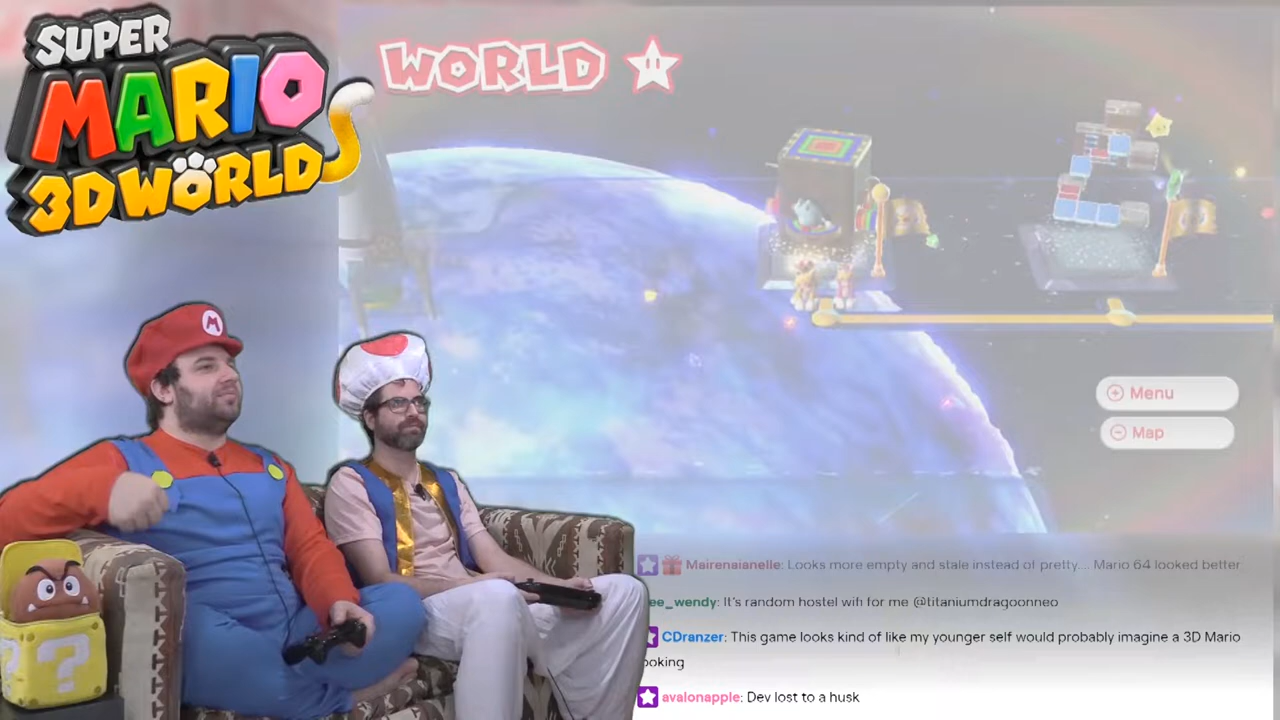 SUPER
MARIO
3D WORLD
WORLD
M
Menu
Map
Mairenaianelle: Looks more empty and stale instead of pretty.... Mario 64 looked better
ee_wendy: It's random hostel wifi for me @titaniumdragoonneo
CDranzer: This game looks kind of like my younger self would probably imagine a 3D Mario
ooking
avalonapple: Dev lost to a husk
?